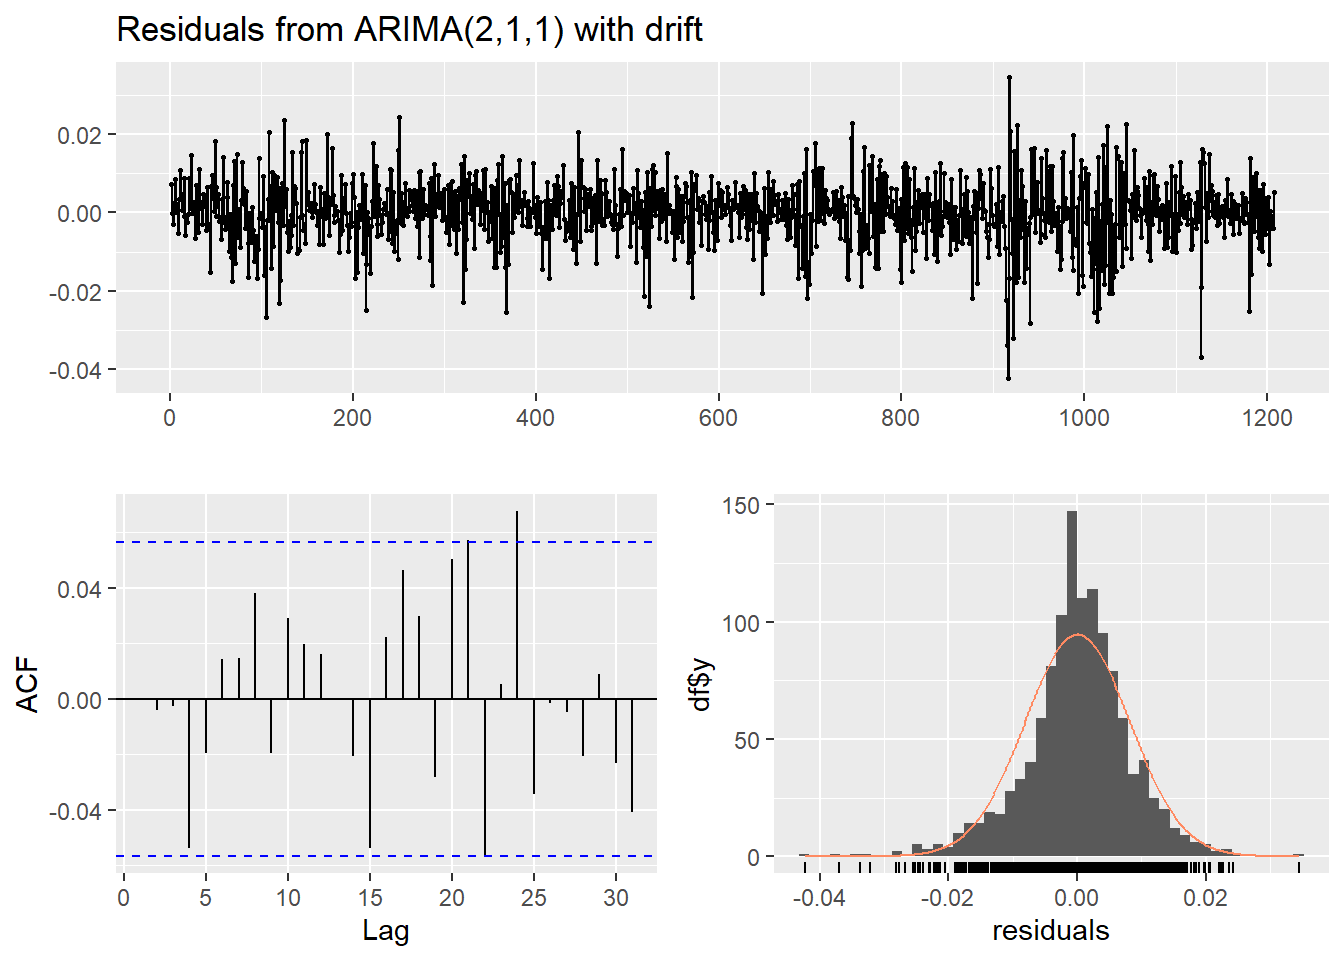 Residuals from ARIMA(2,1,1) with drift
0.02
0.00
-0.02
-0.04
0 200 400 600 800 1000 1200
ACF
0.04
0.00
-0.04
0 5 10 15 20 25 30
Lag
df$y
150
100
50
0
-0.04 -0.02 0.00 0.02
residuals